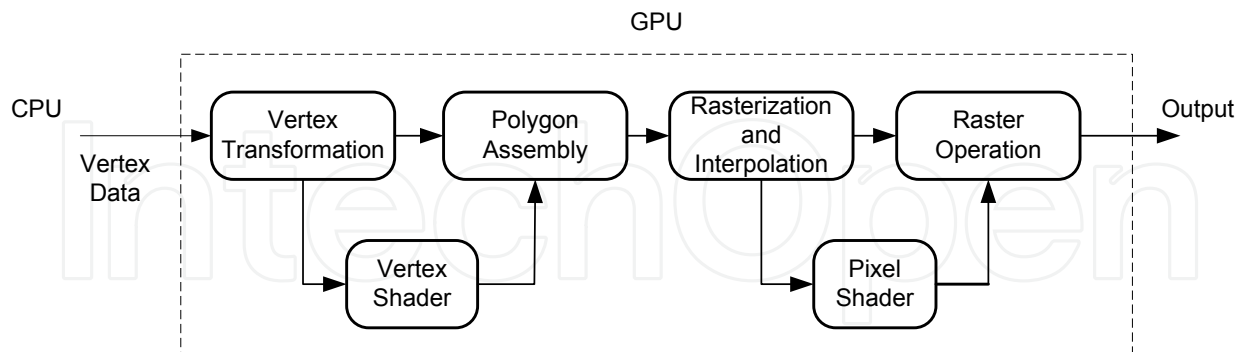 GPU
CPU
Vertex
Data
Vertex
Transformation
Polygon
Assembly
Rasterization
and
Interpolation
Raster
Operation
Output
Vertex
Shader
Pixel
Shader
IntechOpen